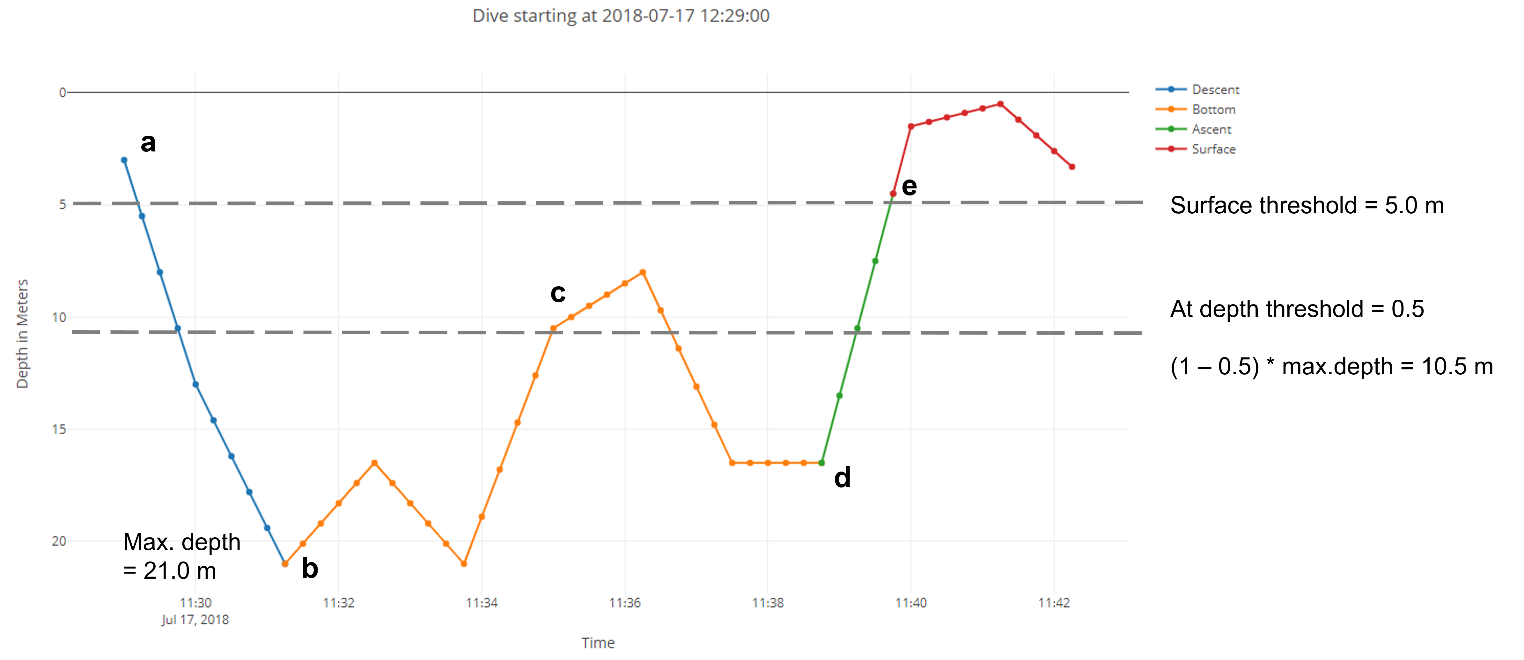 Dive starting at 2018-07-17 12:29:00
0
5
10
15
20
Depth in Meters
a
b
c
d
e
Max. depth
= 21.0 m
Descent
Bottom
Ascent
Surface
Surface threshold = 5.0 m
At depth threshold = 0.5
(1 – 0.5) * max.depth = 10.5 m
11:30
Jul 17, 2018
11:32
11:34
11:36
11:38
11:40
11:42
Time